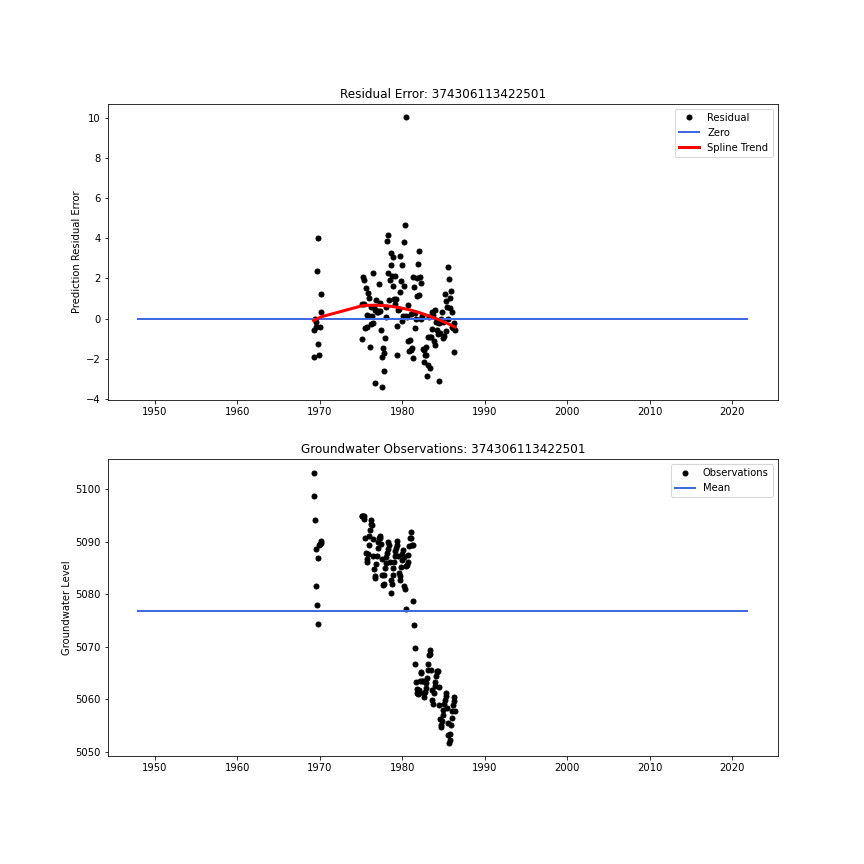 Residual Error: 374306113422501
Prediction Residual Error
10
8
6
4
2
0
−2
−4
Residual
Zero
Spline Trend
1950 1960 1970 1980 1990 2000 2010 2020
Groundwater Observations: 374306113422501
Groundwater Level
5100
5090
5080
5070
5060
5050
Observations
Mean
1950 1960 1970 1980 1990 2000 2010 2020